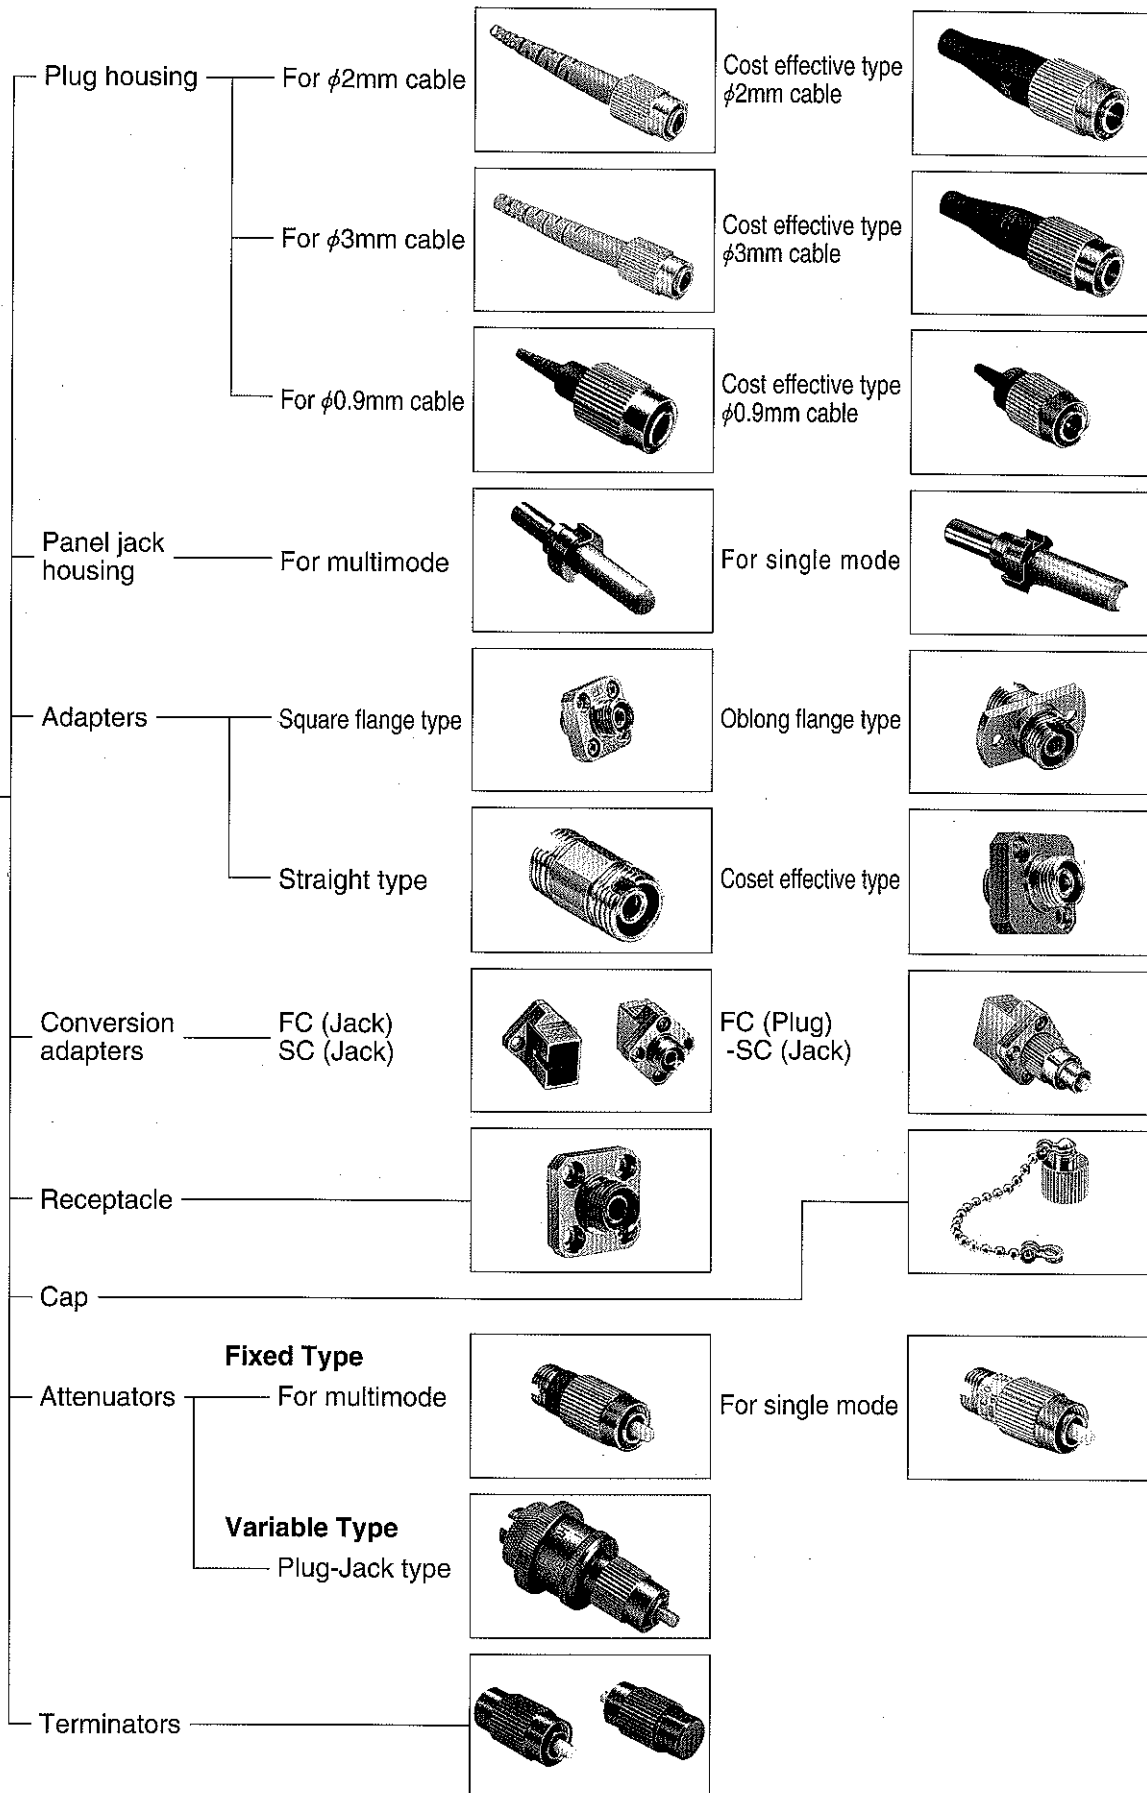 Plug housing
For φ2mm cable
Cost effective type
φ2mm cable
For φ3mm cable
Cost effective type
φ3mm cable
For φ0.9mm cable
Cost effective type
φ0.9mm cable
Panel jack
housing
For multimode
For single mode
Adapters
Square flange type
Oblong flange type
Straight type
Coset effective type
Conversion
adapters
FC (Jack)
SC (Jack)
FC (Plug)
-SC (Jack)
Receptacle
Cap
Fixed Type
Attenuators
For multimode
For single mode
Variable Type
Plug-Jack type
Terminators